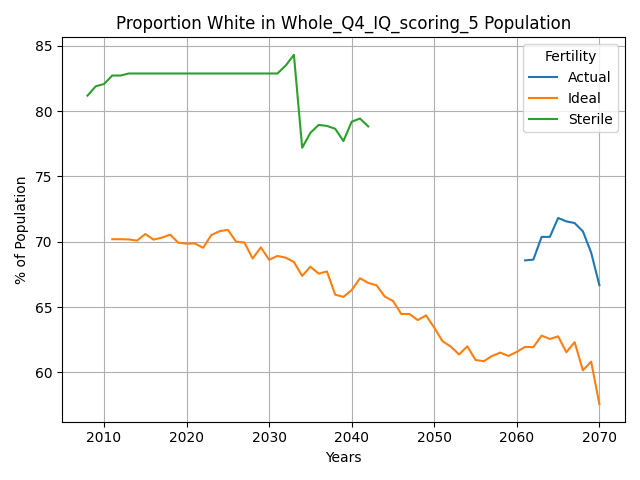 Proportion White in Whole_Q4_IQ_scoring_5 Population
85
80
75
70
65
60
% of Population
Fertility
Actual
Ideal
Sterile
2010
2020
2030
2040
2050
2060
2070
Years